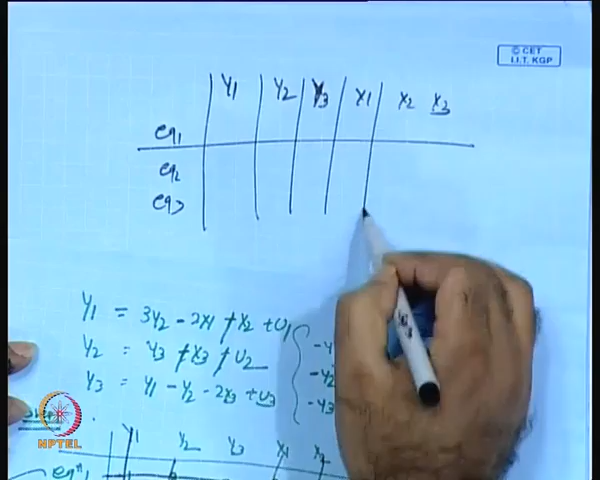 © CET
I.I.T. KGP
Y1 Y2 Y3 X1 X2 X3
eq1
eq2
eq3
Y1 = 3Y2 - 2X1 + X2 + U1
Y2 = Y3 + X3 + U2
Y3 = Y1 - Y2 - 2X3 + U3
-Y
-Y2
-Y3
NPTEL
Y1 Y2 Y3 X1 X2
eqn1